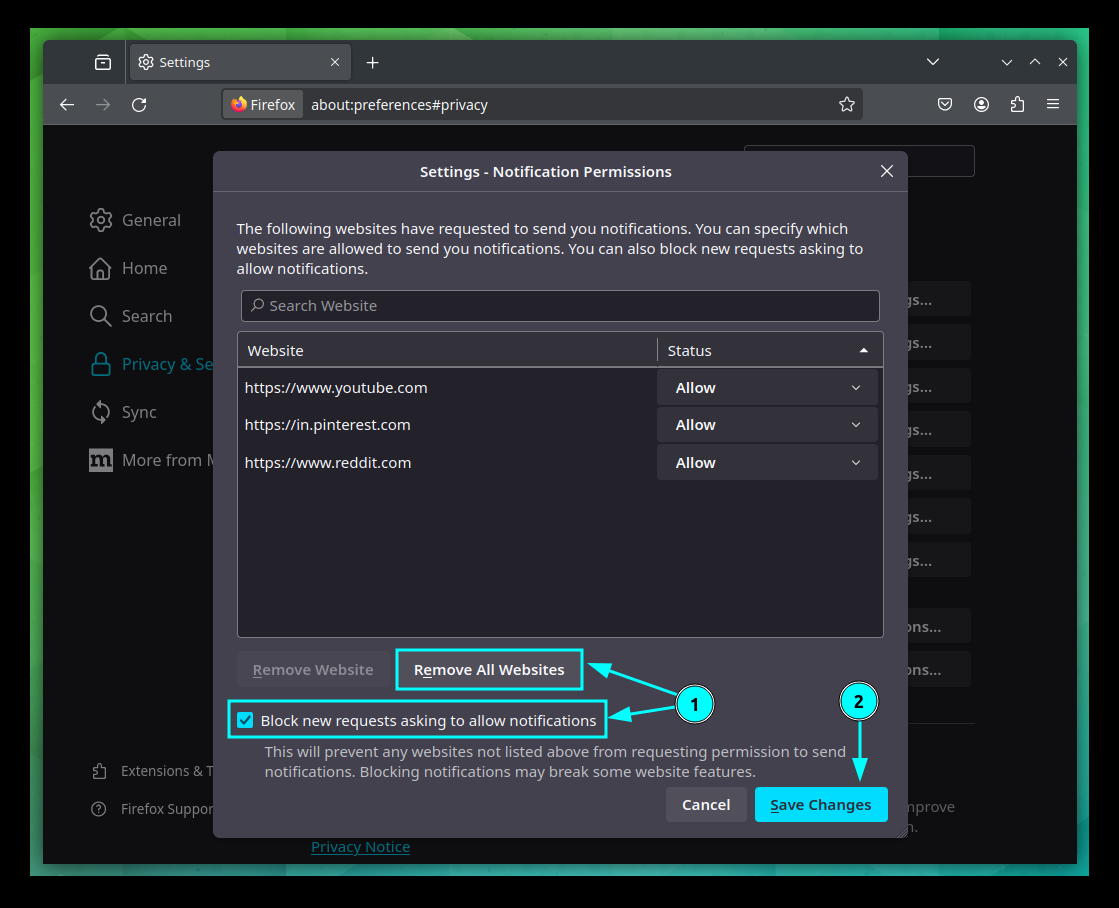 Settings
Firefox
about:preferences#privacy
Settings - Notification Permissions
General
Home
Search
Privacy & Se
Sync
More from M
The following websites have requested to send you notifications. You can specify which
websites are allowed to send you notifications. You can also block new requests asking to
allow notifications.
Search Website
Website Status
https://www.youtube.com Allow
https://in.pinterest.com Allow
https://www.reddit.com Allow
gs...
gs...
gs...
gs...
gs...
gs...
gs...
ons...
ons...
Remove Website Remove All Websites
1
2
Block new requests asking to allow notifications
This will prevent any websites not listed above from requesting permission to send
notifications. Blocking notifications may break some website features.
Cancel Save Changes
Extensions & T
Firefox Suppor
mprove
n.
Privacy Notice